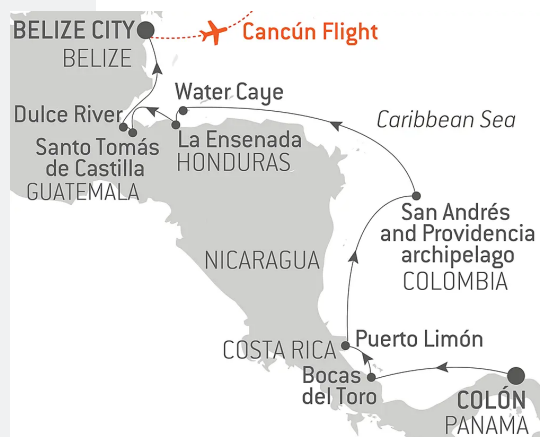 BELIZE CITY
BELIZE
Cancún Flight
Water Caye
Dulce River
Caribbean Sea
Santo Tomás
de Castilla
GUATEMALA
La Ensenada
HONDURAS
San Andrés
and Providencia
archipelago
COLOMBIA
NICARAGUA
Puerto Limón
COSTA RICA
Bocas
del Toro
COLÓN
PANAMA